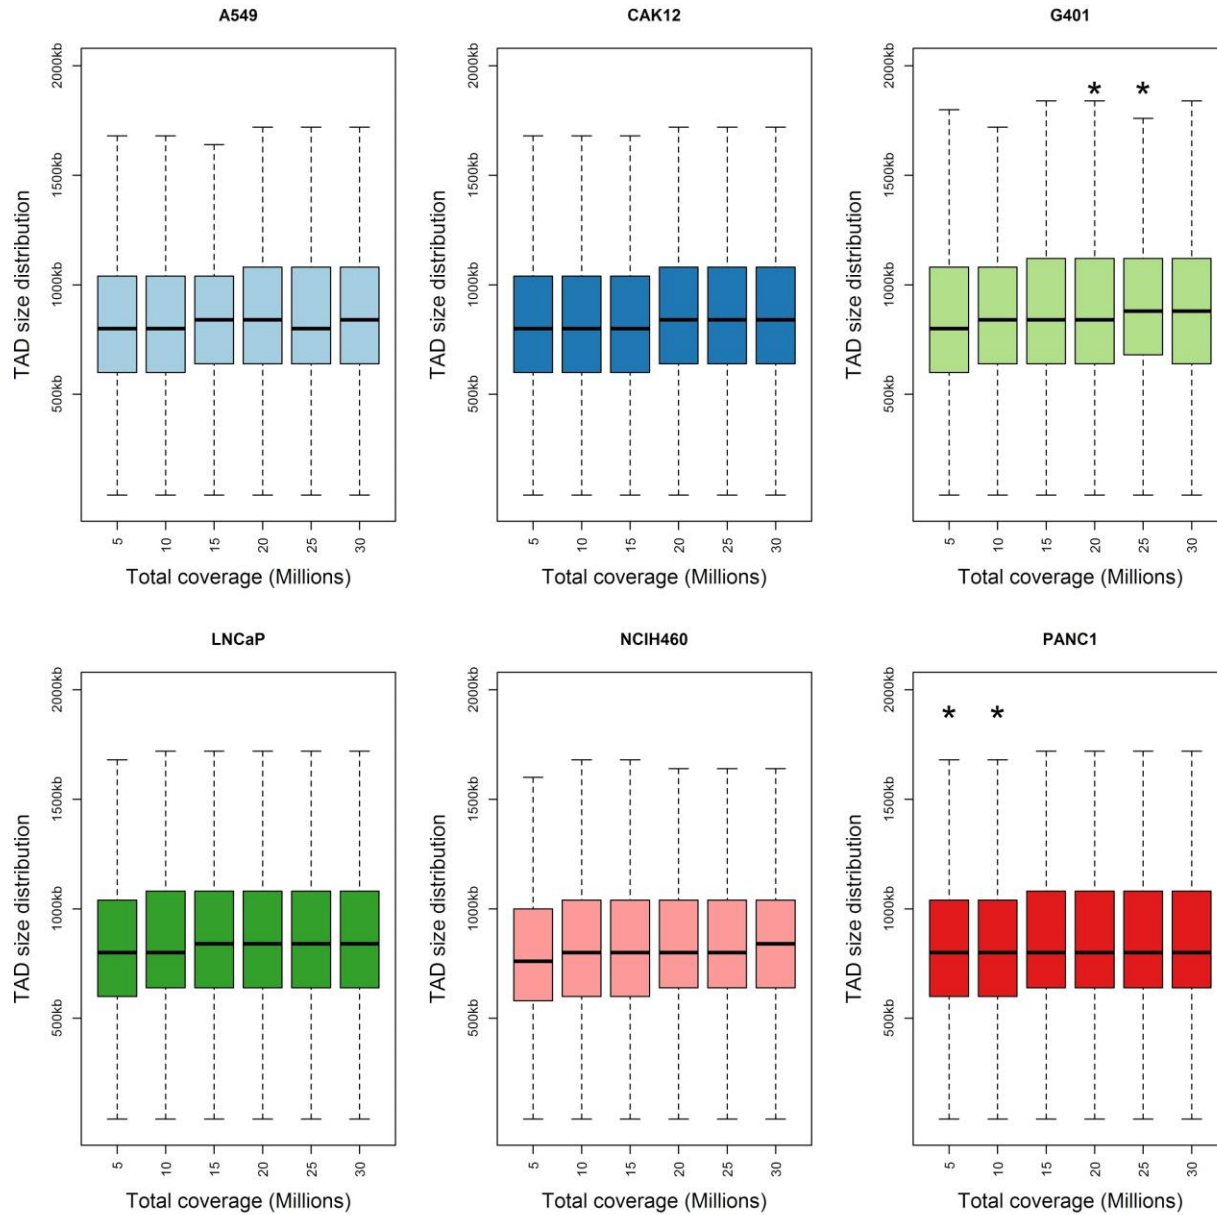 A549
CAK12
G401
TAD size distribution
2000kb
1500kb
1000kb
500kb
5 10 15 20 25 30
Total coverage (Millions)
TAD size distribution
2000kb
1500kb
1000kb
500kb
5 10 15 20 25 30
Total coverage (Millions)
TAD size distribution
2000kb
1500kb
1000kb
500kb
* *
5 10 15 20 25 30
Total coverage (Millions)
LNCaP
NCIH460
PANC1
TAD size distribution
2000kb
1500kb
1000kb
500kb
5 10 15 20 25 30
Total coverage (Millions)
TAD size distribution
2000kb
1500kb
1000kb
500kb
5 10 15 20 25 30
Total coverage (Millions)
TAD size distribution
2000kb
1500kb
1000kb
500kb
* *
5 10 15 20 25 30
Total coverage (Millions)